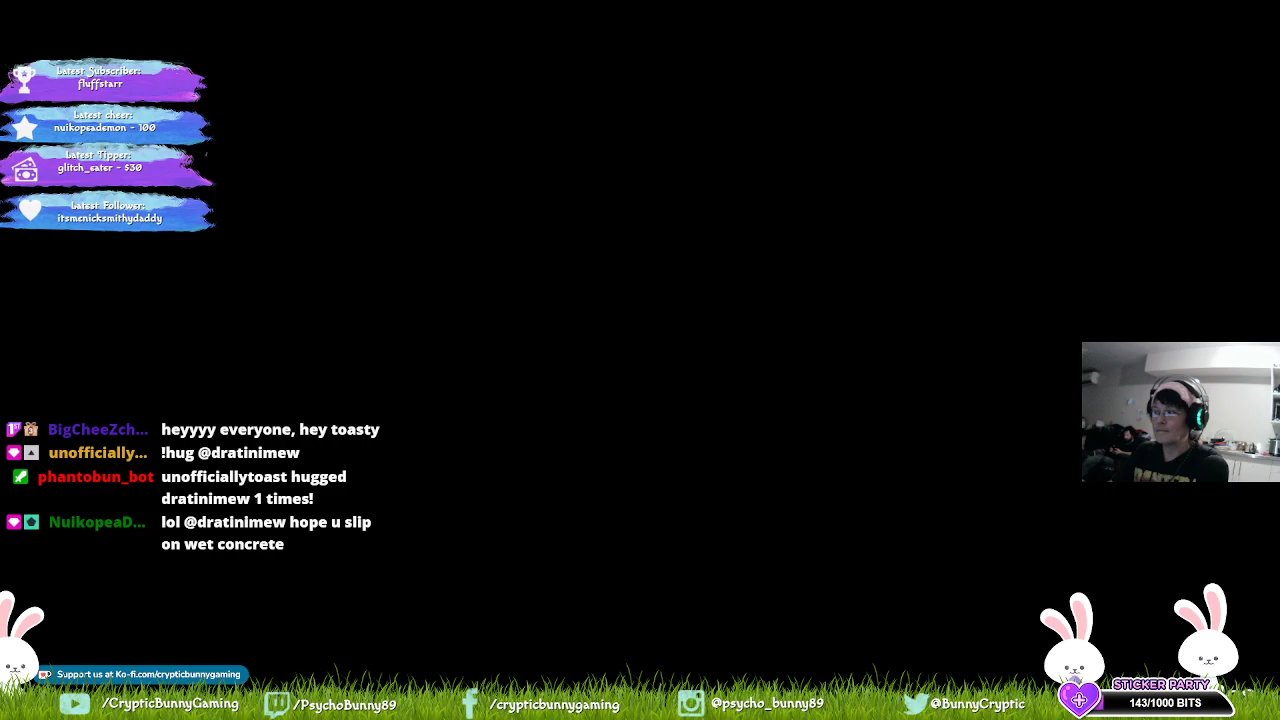 Latest Subscriber:
fluffstarr
Latest cheer:
nuikopeademon - 100
Latest Tipper:
glitch_eater - $30
Latest Follower:
itsmenicksmithydaddy
1ST BigCheeZch... heyyyy everyone, hey toasty
unofficially... !hug @dratinimew
phantobun_bot unofficiallytoast hugged
dratinimew 1 times!
NuikopeaD... lol @dratinimew hope u slip
on wet concrete
Support us at Ko-fi.com/crypticbunnygaming
/CrypticBunnyGaming
/PsychoBunny89
/crypticbunnygaming
@psycho_bunny89
@BunnyCryptic
STICKER PARTY
143/1000 BITS